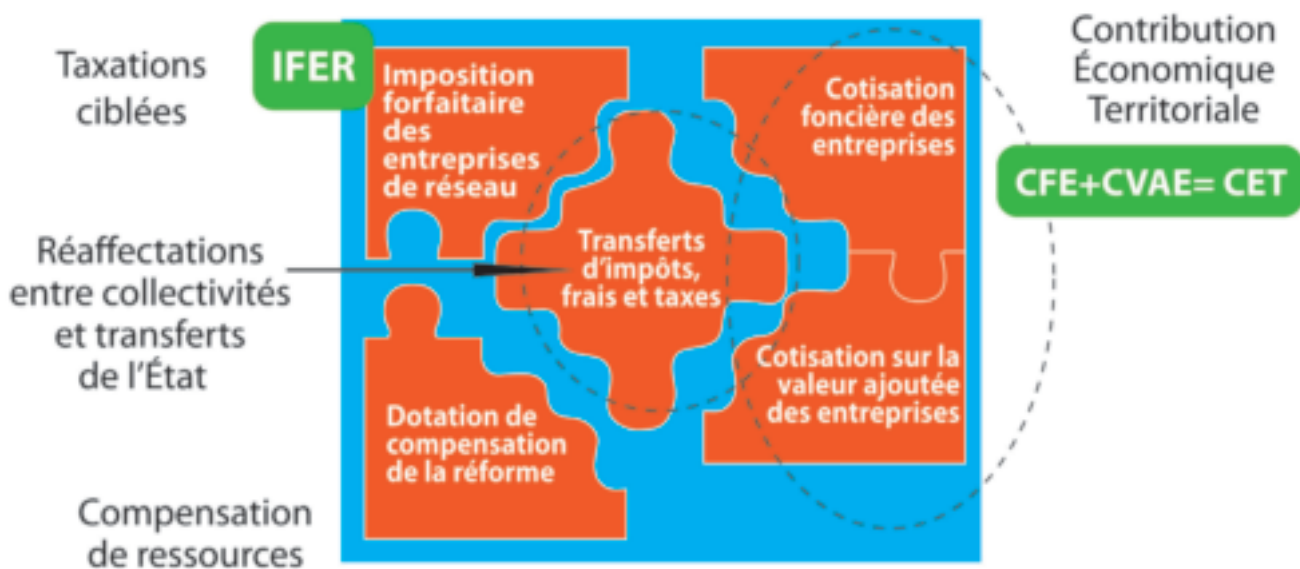 Taxations
ciblées
IFER
Imposition
forfaitaire
des
entreprises
de réseau
Cotisation
foncière des
entreprises
Contribution
Économique
Territoriale
CFE+CVAE= CET
Réaffectations
entre collectivités
et transferts
de l'État
Transferts
d'impôts,
frais et taxes
Cotisation sur la
valeur ajoutée
des entreprises
Dotation de
compensation
de la réforme
Compensation
de ressources